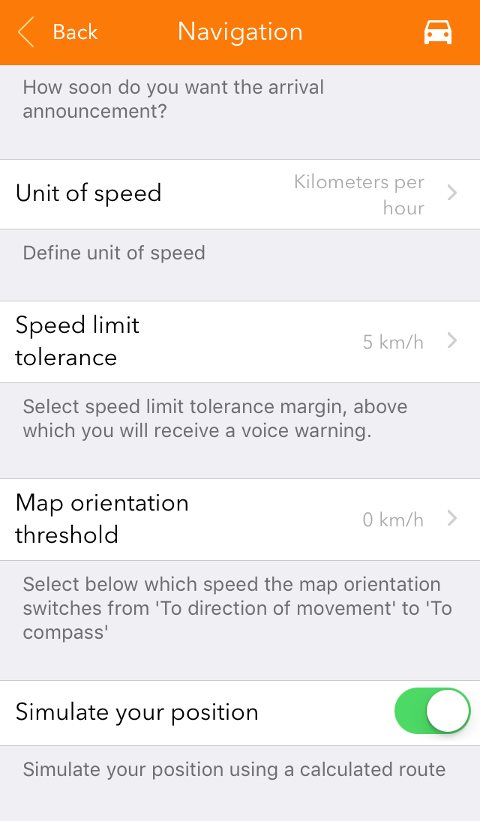 Back
Navigation
How soon do you want the arrival
announcement?
Unit of speed
Kilometers per
hour
Define unit of speed
Speed limit
tolerance
5 km/h
Select speed limit tolerance margin, above
which you will receive a voice warning.
Map orientation
threshold
0 km/h
Select below which speed the map orientation
switches from 'To direction of movement' to 'To
compass'
Simulate your position
Simulate your position using a calculated route